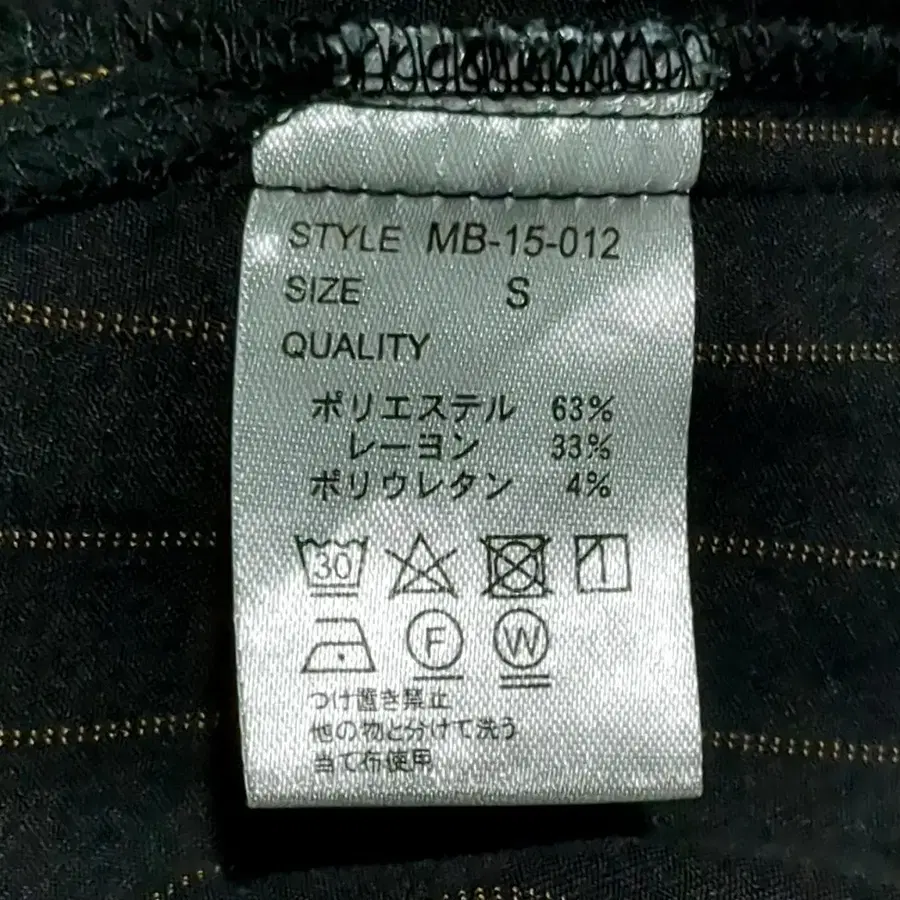 STYLE MB-15-012
SIZE S
QUALITY
ポリエステル 63%
レーヨン 33%
ポリウレタン 4%
30
F W
つけ置き禁止
他の物と分けて洗う
当て布使用